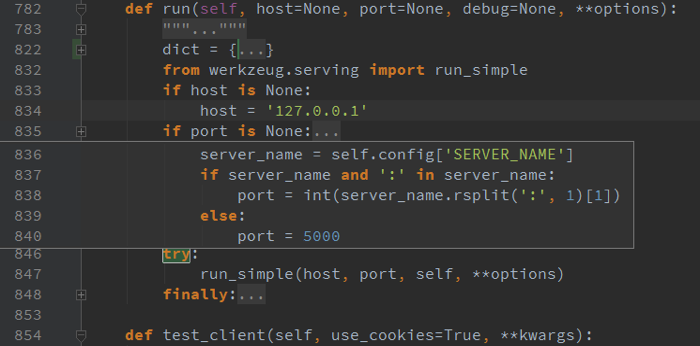 782 def run(self, host=None, port=None, debug=None, **options):
783 """..."""
822 dict = {...}
832 from werkzeug.serving import run_simple
833 if host is None:
834 host = '127.0.0.1'
835 if port is None:...
836 server_name = self.config['SERVER_NAME']
837 if server_name and ':' in server_name:
838 port = int(server_name.rsplit(':', 1)[1])
839 else:
840 port = 5000
846 try:
847 run_simple(host, port, self, **options)
848 finally:...
853
854 def test_client(self, use_cookies=True, **kwargs):